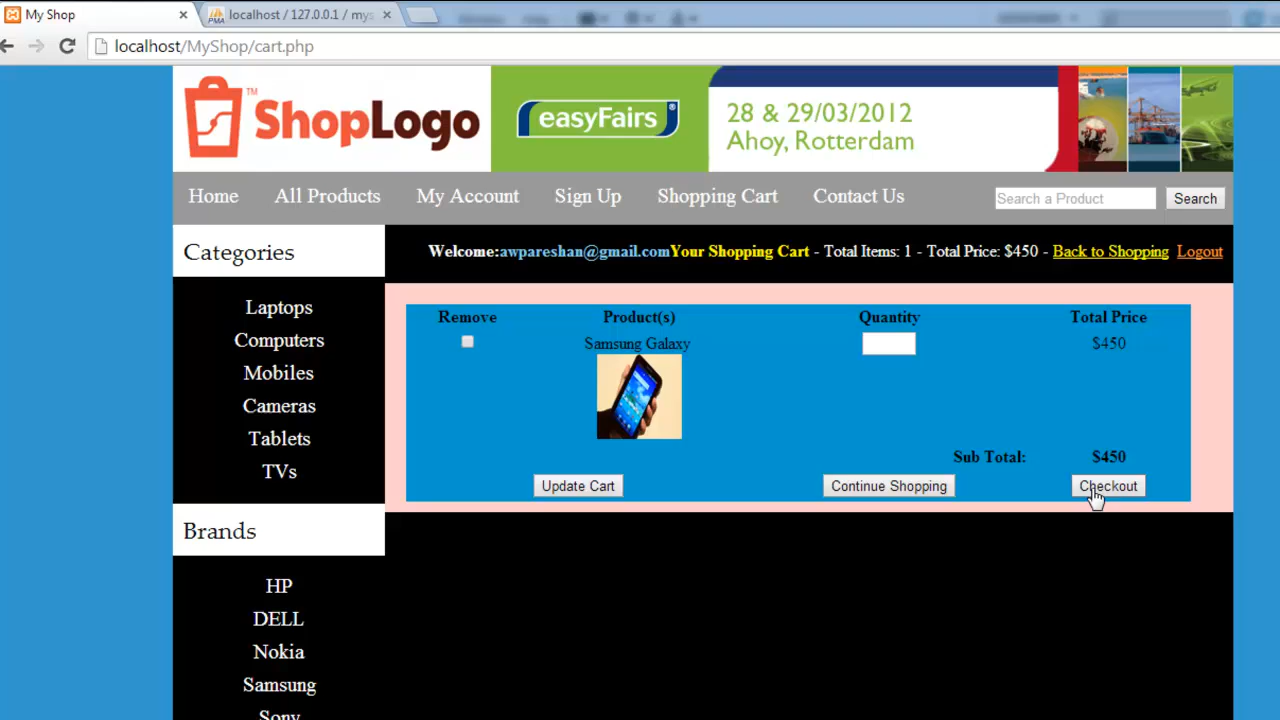 My Shop
localhost / 127.0.0.1 / mys
localhost/MyShop/cart.php
ShopLogo™
easyFairs®
28 & 29/03/2012
Ahoy, Rotterdam
Home All Products My Account Sign Up Shopping Cart Contact Us Search a Product Search
Categories
Welcome:awpareshan@gmail.comYour Shopping Cart - Total Items: 1 - Total Price: $450 - Back to Shopping Logout
Laptops
Computers
Mobiles
Cameras
Tablets
TVs
Remove Product(s) Quantity Total Price
Samsung Galaxy $450
Sub Total: $450
Update Cart Continue Shopping Checkout
Brands
HP
DELL
Nokia
Samsung
Sony